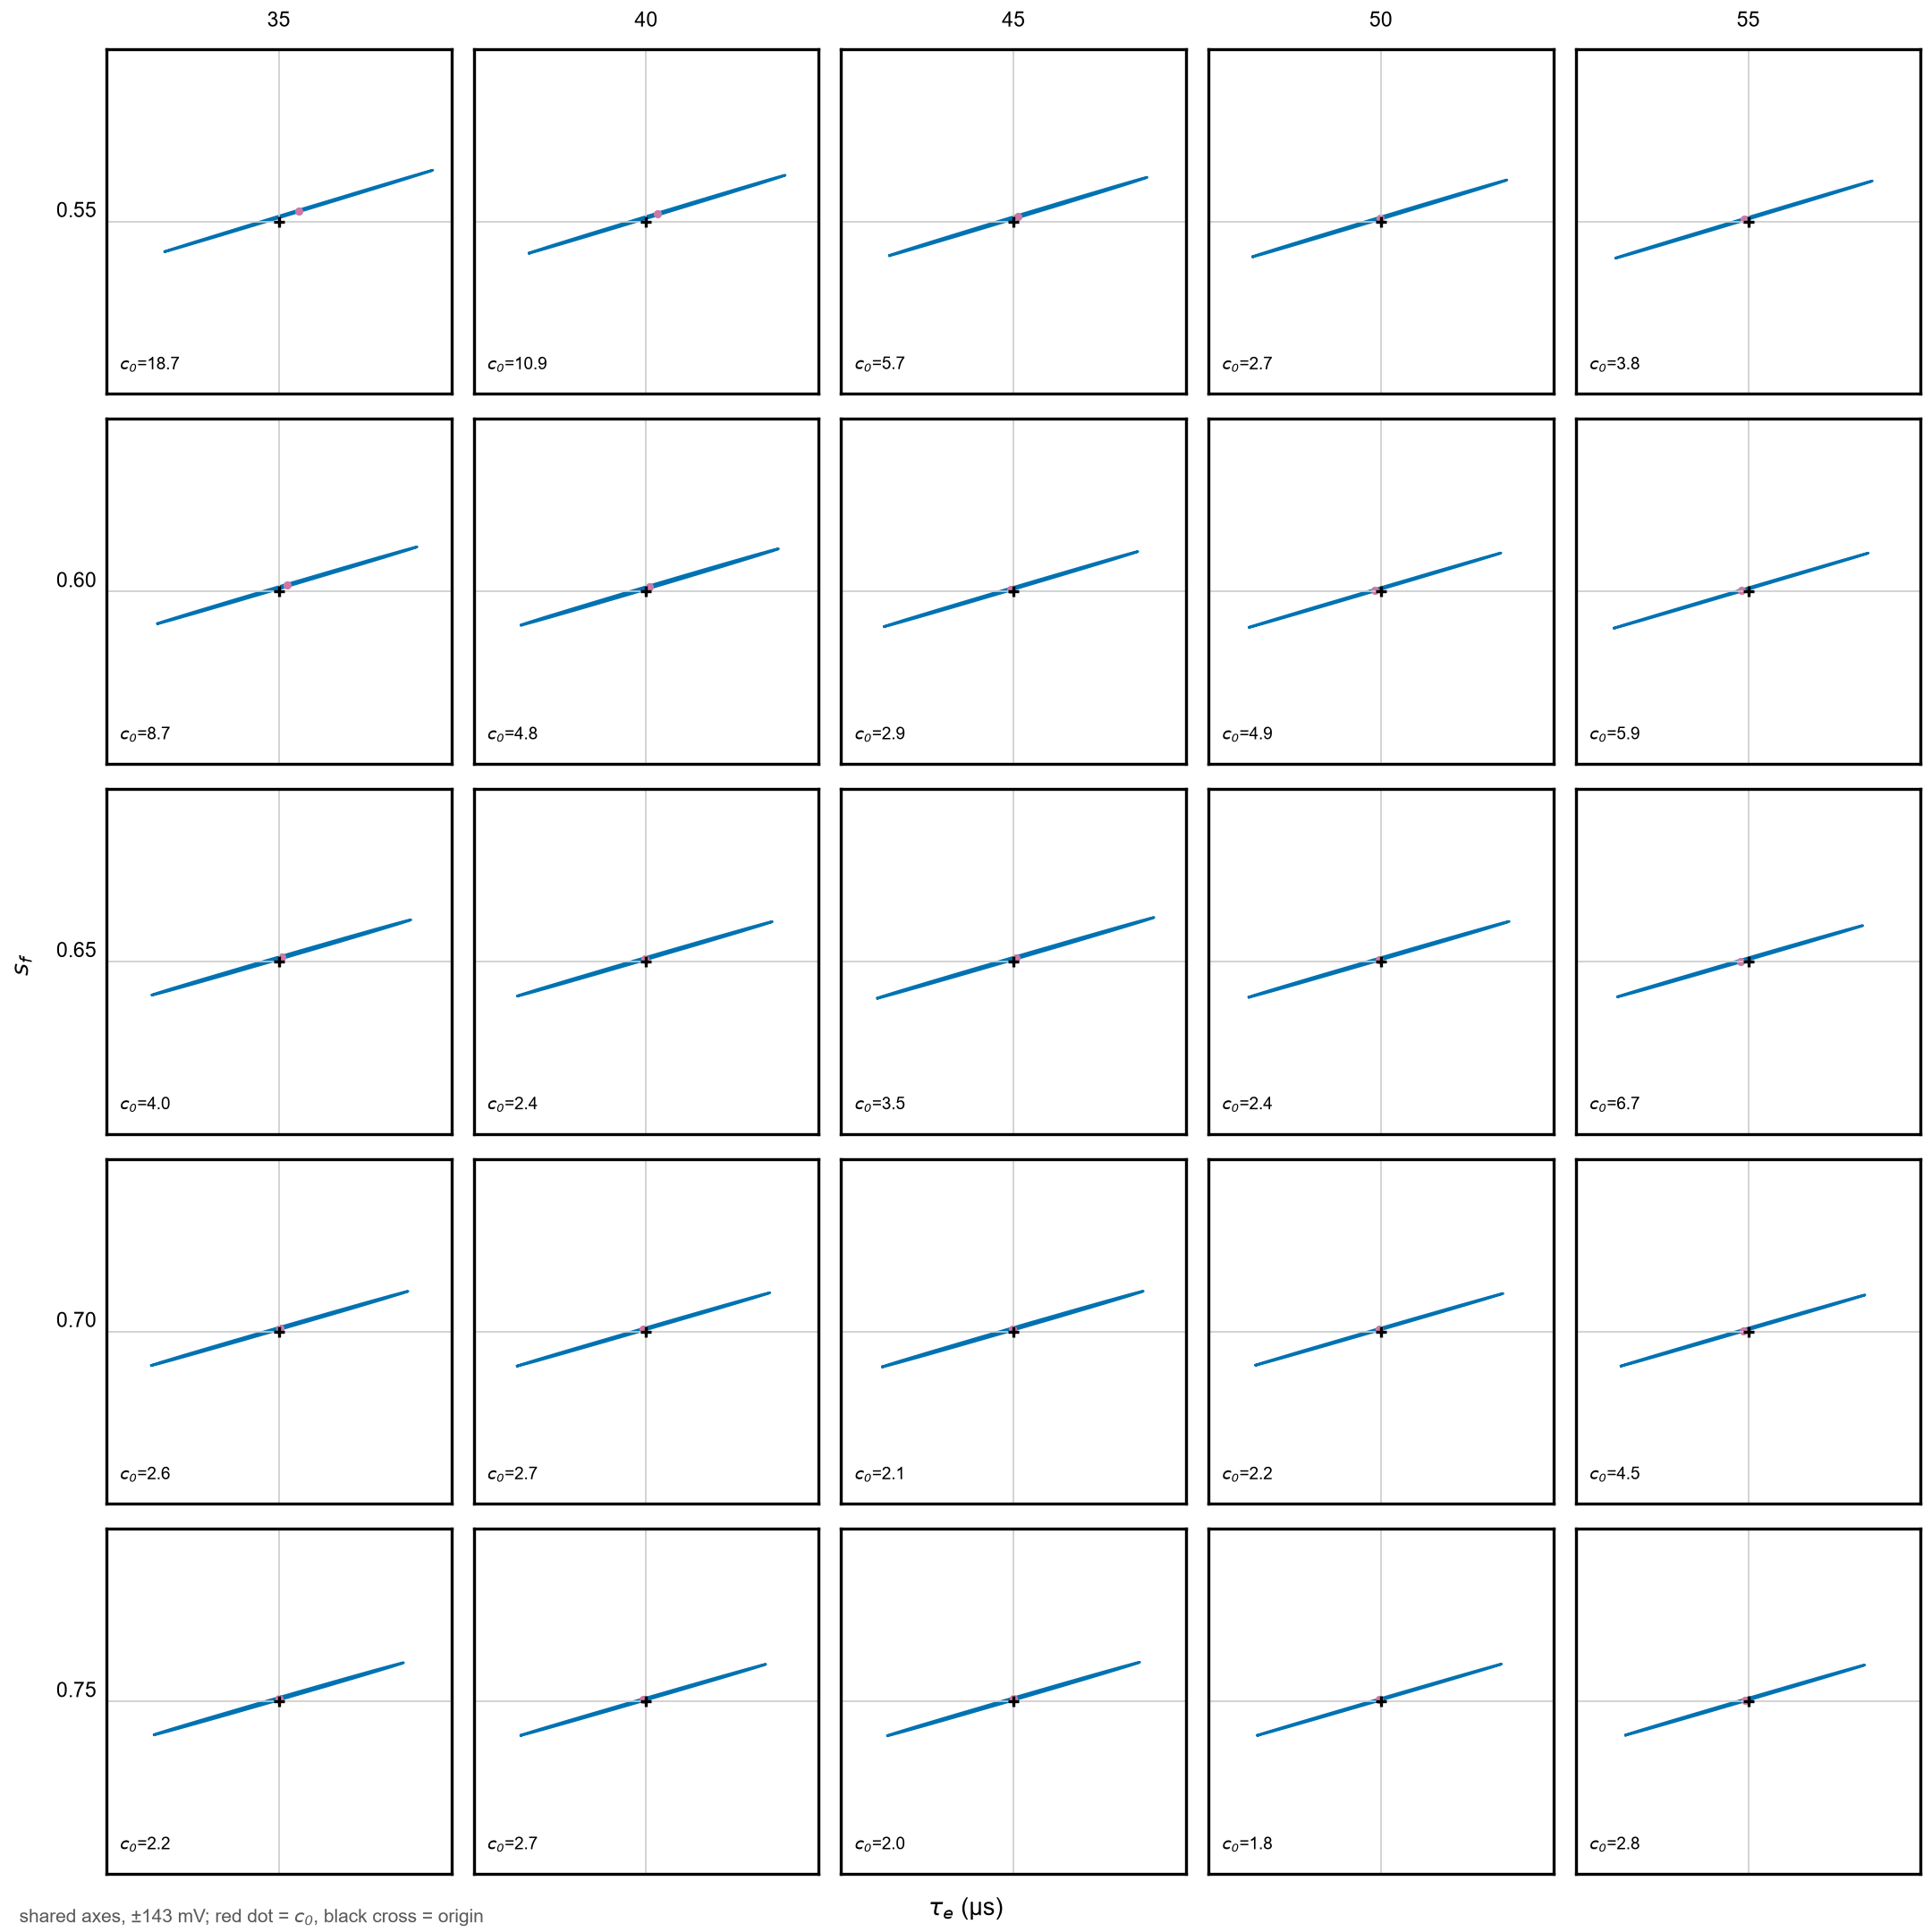 35 40 45 50 55
0.55
c₀=18.7 c₀=10.9 c₀=5.7 c₀=2.7 c₀=3.8
0.60
c₀=8.7 c₀=4.8 c₀=2.9 c₀=4.9 c₀=5.9
0.65
s_f
c₀=4.0 c₀=2.4 c₀=3.5 c₀=2.4 c₀=6.7
0.70
c₀=2.6 c₀=2.7 c₀=2.1 c₀=2.2 c₀=4.5
0.75
c₀=2.2 c₀=2.7 c₀=2.0 c₀=1.8 c₀=2.8
τₑ (µs)
shared axes, ±143 mV; red dot = c₀, black cross = origin